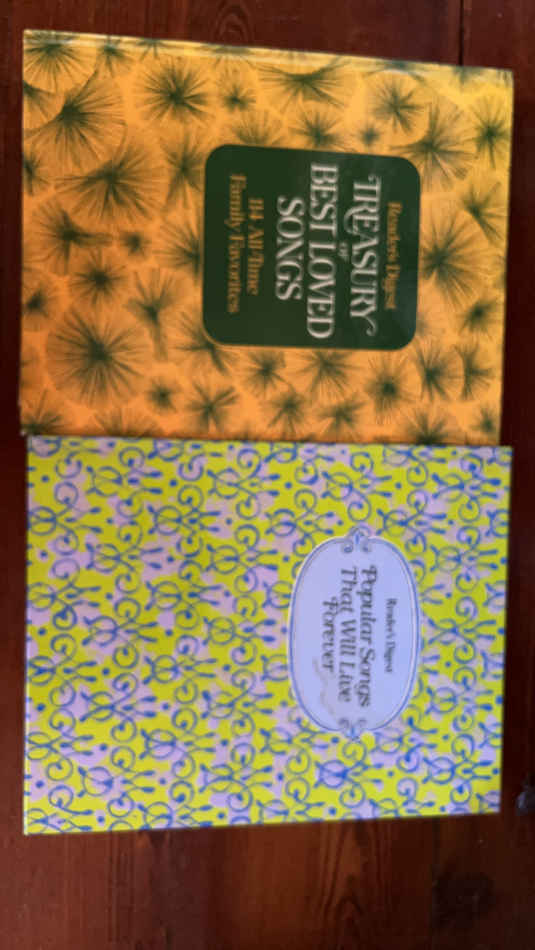 Reader's Digest
TREASURY
OF
BEST LOVED
SONGS
114 All-Time
Family Favorites
Reader's Digest
Popular Songs
That Will Live
Forever